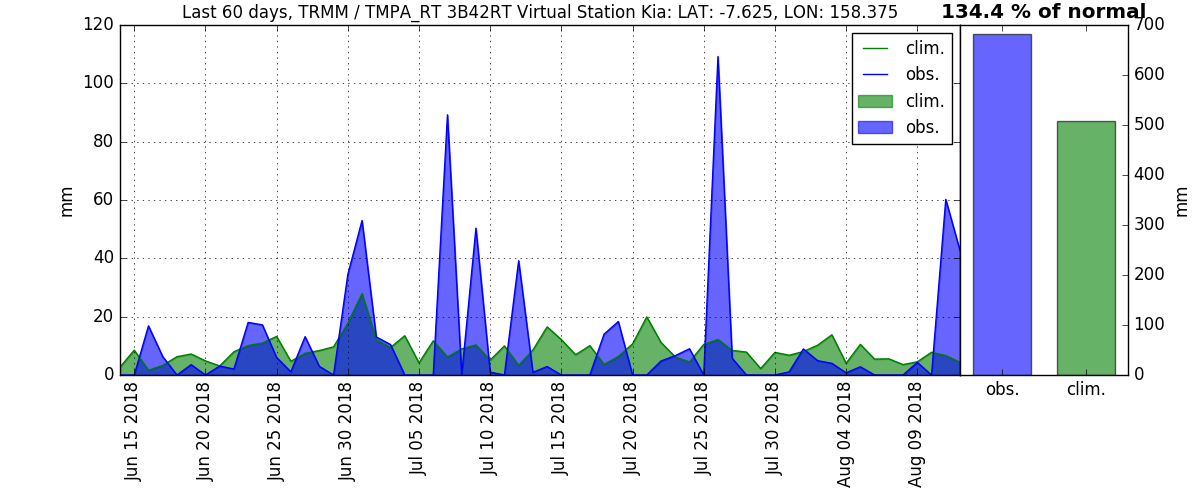 Last 60 days, TRMM / TMPA_RT 3B42RT Virtual Station Kia: LAT: -7.625, LON: 158.375
134.4 % of normal
120
100
80
60
40
20
0
mm
clim.
obs.
clim.
obs.
Jun 15 2018
Jun 20 2018
Jun 25 2018
Jun 30 2018
Jul 05 2018
Jul 10 2018
Jul 15 2018
Jul 20 2018
Jul 25 2018
Jul 30 2018
Aug 04 2018
Aug 09 2018
obs.
clim.
700
600
500
400
300
200
100
0
mm